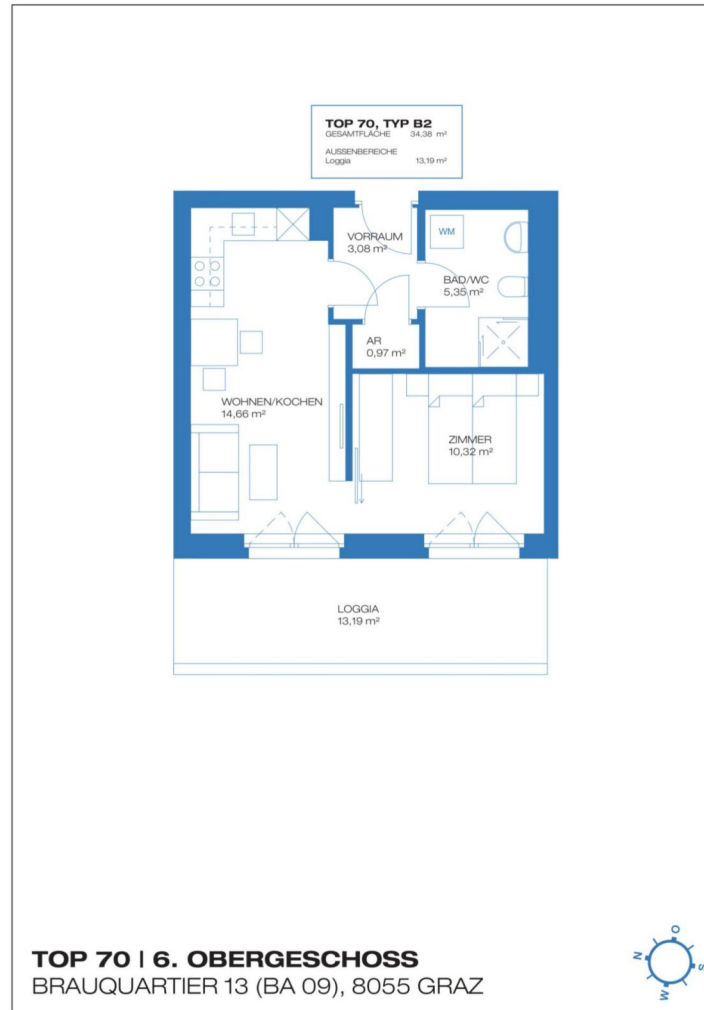 TOP 70, TYP B2
GESAMTFLÄCHE 34,38 m²
AUSSENBEREICHE
Loggia 13,19 m²
VORRAUM
3,08 m²
WM
BAD/WC
5,35 m²
AR
0,97 m²
WOHNEN/KOCHEN
14,66 m²
ZIMMER
10,32 m²
LOGGIA
13,19 m²
TOP 70 | 6. OBERGESCHOSS
BRAUQUARTIER 13 (BA 09), 8055 GRAZ
N
O
S
W